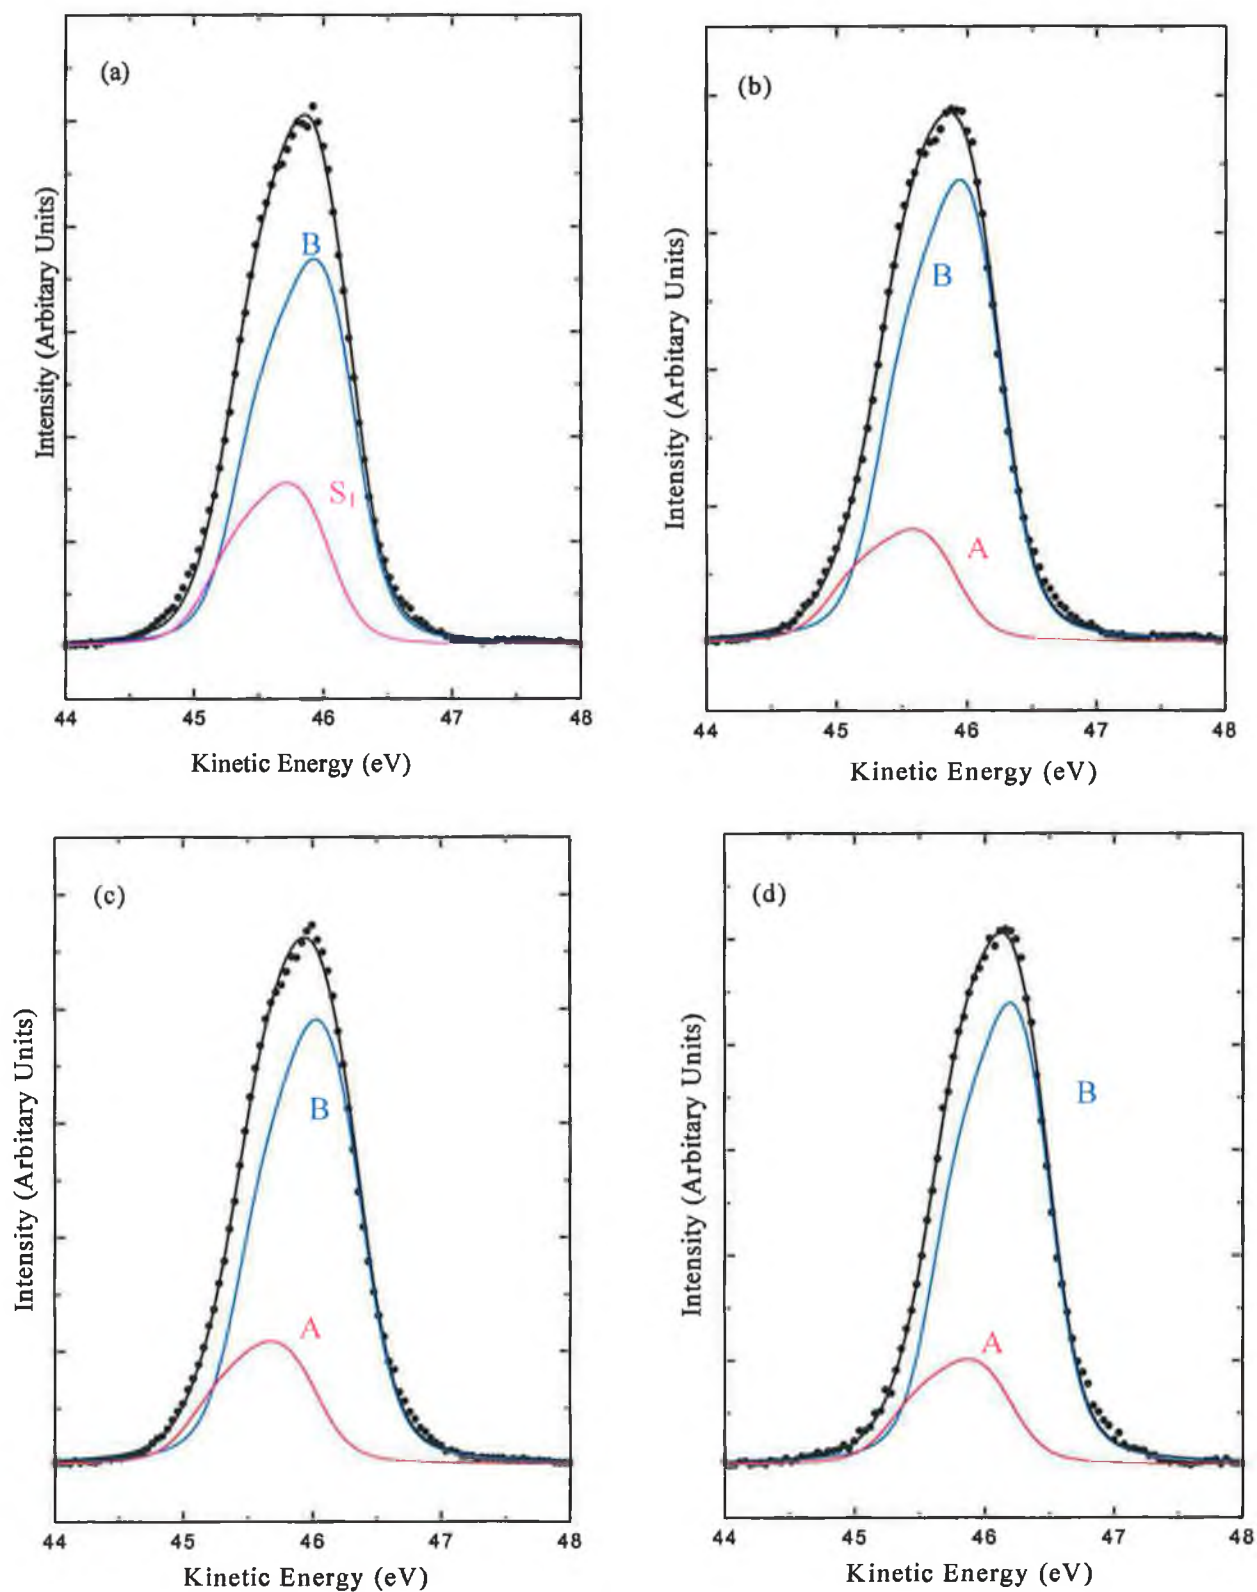 (a)
B
S1
Intensity (Arbitary Units)
44 45 46 47 48
Kinetic Energy (eV)
(b)
B
A
Intensity (Arbitary Units)
44 45 46 47 48
Kinetic Energy (eV)
(c)
B
A
Intensity (Arbitary Units)
44 45 46 47 48
Kinetic Energy (eV)
(d)
B
A
Intensity (Arbitary Units)
44 45 46 47 48
Kinetic Energy (eV)